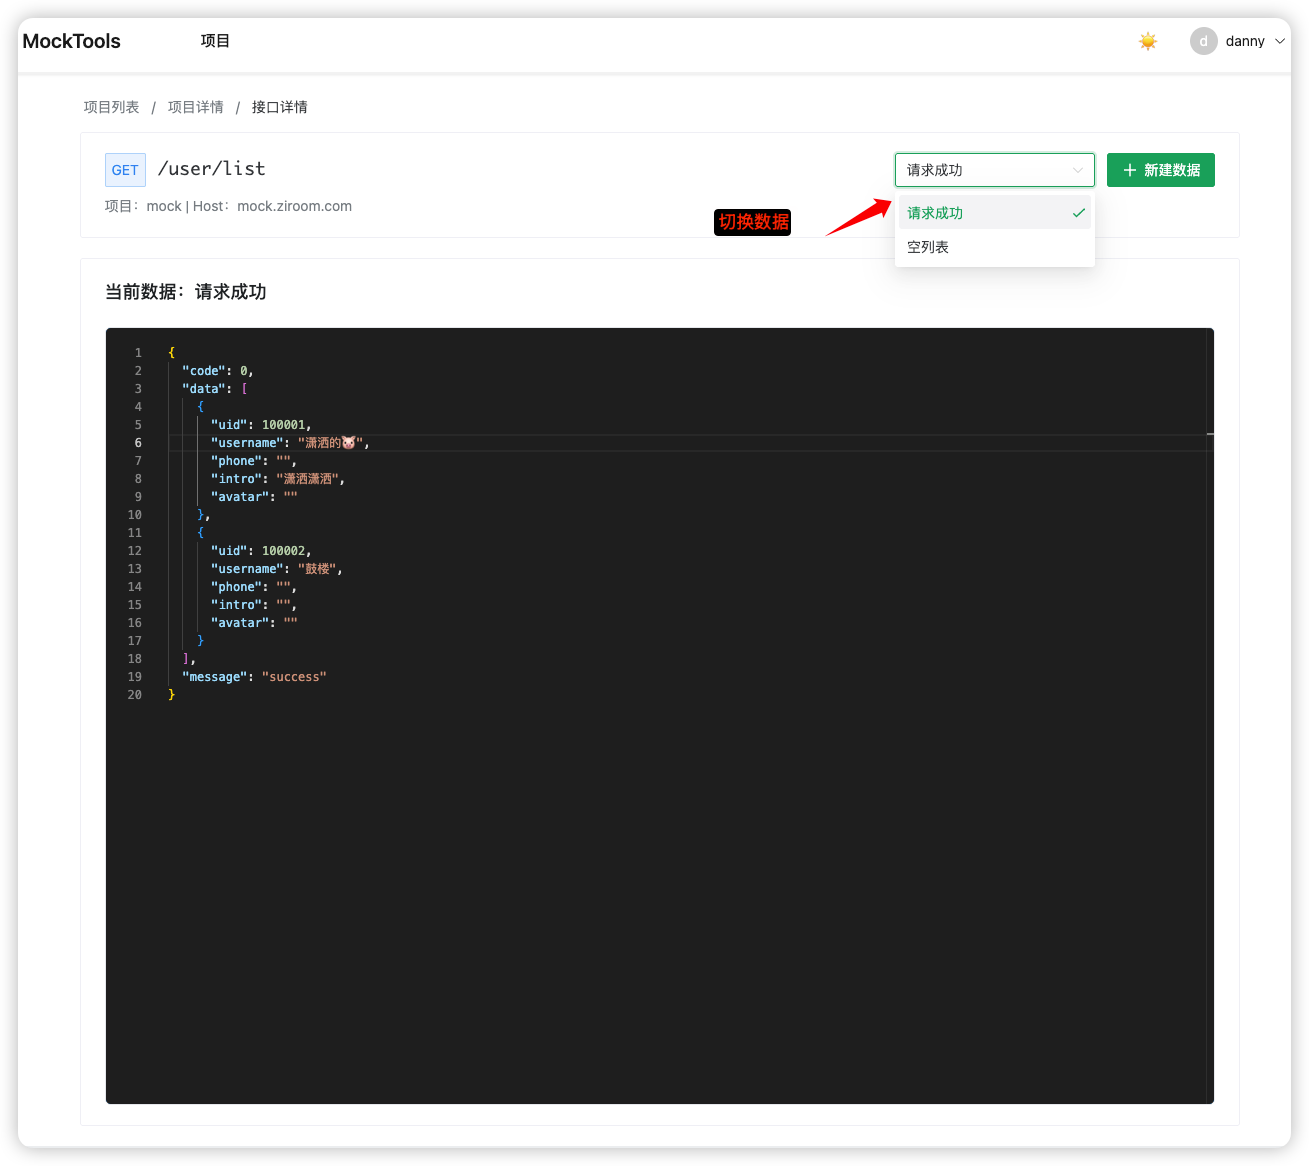 MockTools 项目 d danny
项目列表 / 项目详情 / 接口详情
GET /user/list 请求成功 + 新建数据
项目：mock | Host：mock.ziroom.com
切换数据
请求成功
空列表
当前数据：请求成功
1 {
2 "code": 0,
3 "data": [
4 {
5 "uid": 100001,
6 "username": "潇洒的🐷",
7 "phone": "",
8 "intro": "潇洒潇洒",
9 "avatar": ""
10 },
11 {
12 "uid": 100002,
13 "username": "鼓楼",
14 "phone": "",
15 "intro": "",
16 "avatar": ""
17 }
18 ],
19 "message": "success"
20 }